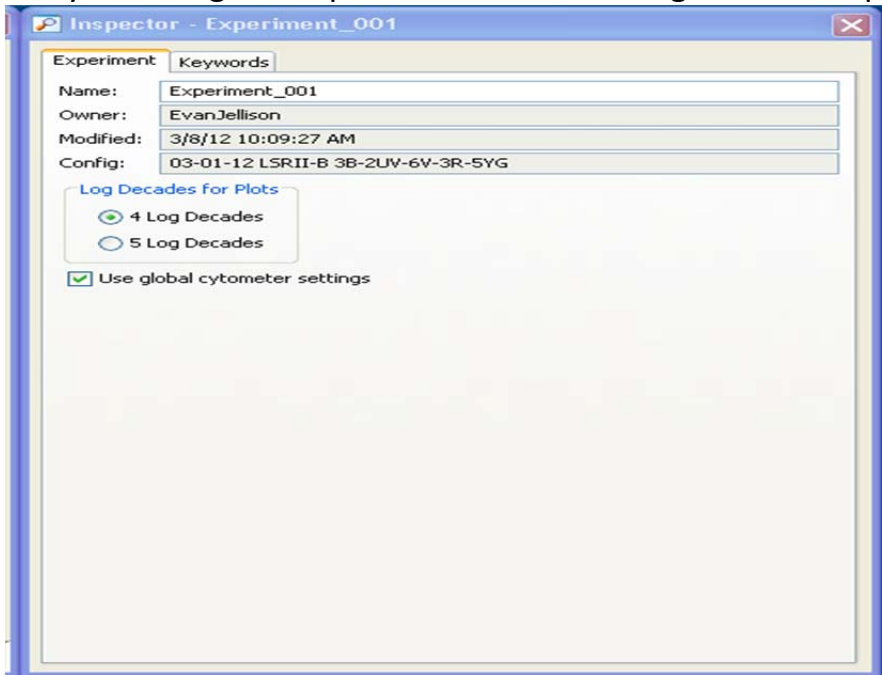 Inspector - Experiment_001
Experiment Keywords
Name: Experiment_001
Owner: EvanJellison
Modified: 3/8/12 10:09:27 AM
Config: 03-01-12 LSRII-B 3B-2UV-6V-3R-5YG
Log Decades for Plots
4 Log Decades
5 Log Decades
Use global cytometer settings